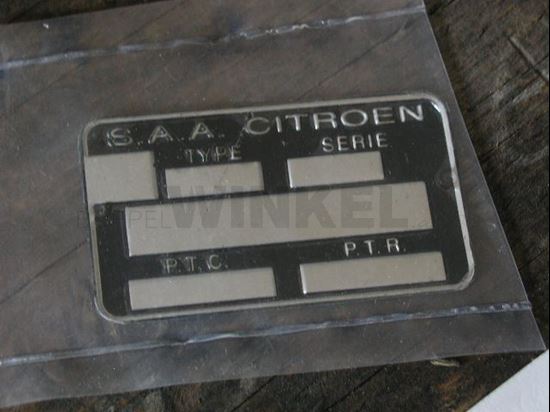 S.A.A. CITROEN
TYPE SERIE
WINKEL
P.T.C. P.T.R.